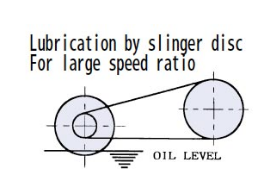 Lubrication by slinger disc
For large speed ratio
OIL LEVEL